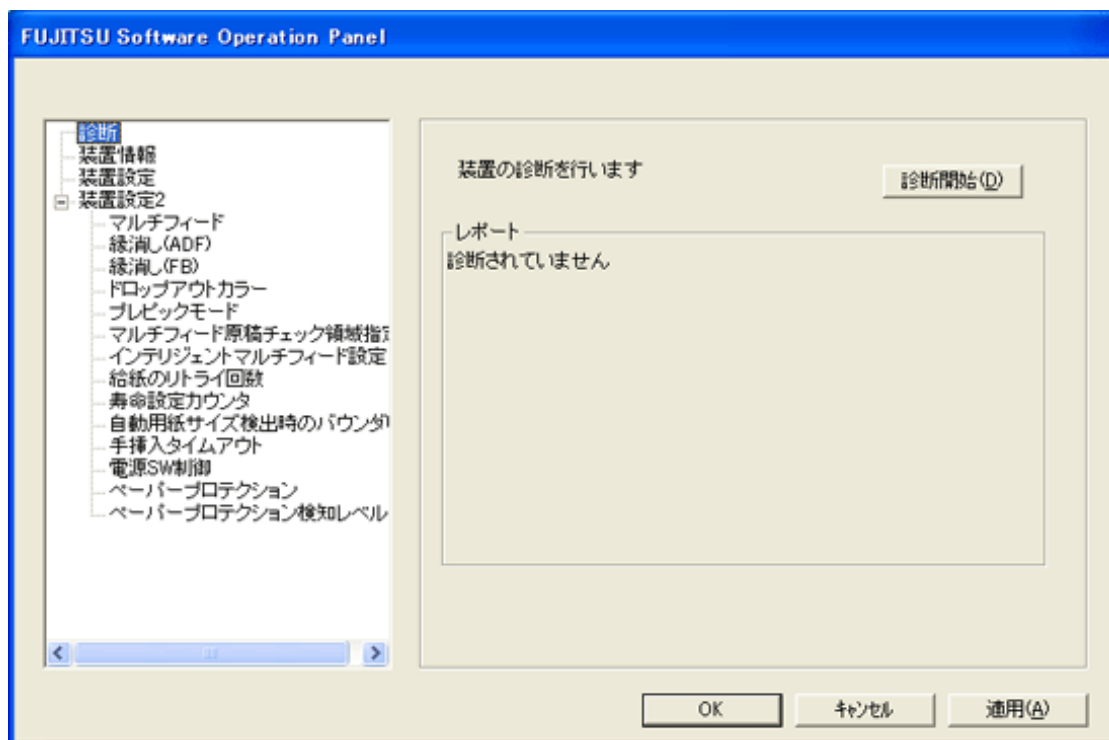 FUJITSU Software Operation Panel
診断
装置情報
装置設定
装置設定2
マルチフィード
縁消し(ADF)
縁消し(FB)
ドロップアウトカラー
プレピックモード
マルチフィード原稿チェック領域指定
インテリジェントマルチフィード設定
給紙のリトライ回数
寿命設定カウンタ
自動用紙サイズ検出時のバウンダリ
手挿入タイムアウト
電源SW制御
ペーパープロテクション
ペーパープロテクション検知レベル
装置の診断を行います
診断開始(D)
レポート
診断されていません
OK
キャンセル
適用(A)